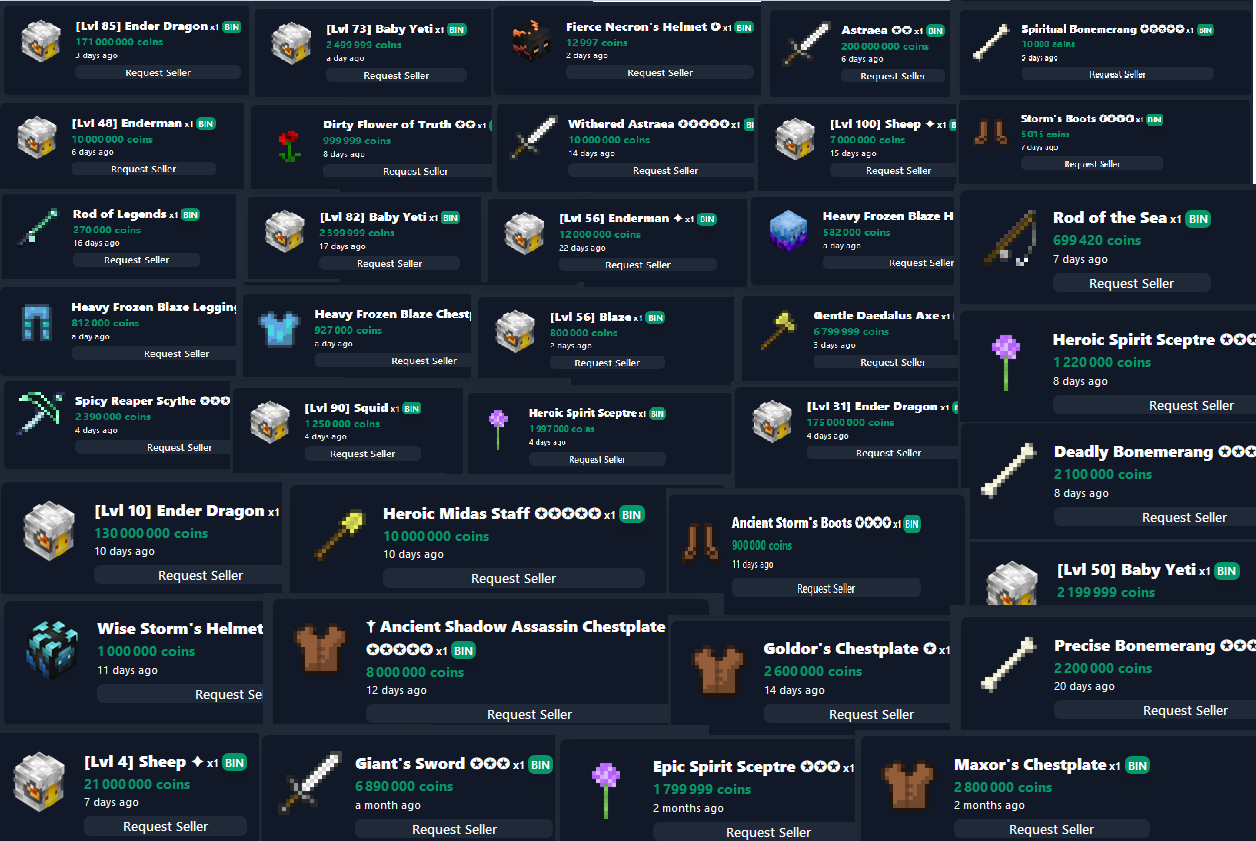 [Lvl 85] Ender Dragon x1 BIN
171 000 000 coins
3 days ago
Request Seller
[Lvl 73] Baby Yeti x1 BIN
2 499 999 coins
a day ago
Request Seller
Fierce Necron's Helmet ✪ x1 BIN
12 997 coins
2 days ago
Request Seller
Astraea ✪✪ x1 BIN
200 000 000 coins
6 days ago
Request Seller
Spiritual Bonemerang ✪✪✪✪✪ x1 BIN
10 000 coins
5 days ago
Request Seller
[Lvl 48] Enderman x1 BIN
10 000 000 coins
6 days ago
Request Seller
Dirty Flower of Truth ✪✪ x1
999 999 coins
8 days ago
Request Seller
Withered Astraea ✪✪✪✪✪ x1 BI
10 000 000 coins
14 days ago
Request Seller
[Lvl 100] Sheep ✦ x1 B
7 000 000 coins
15 days ago
Request Seller
Storm's Boots ✪✪✪✪ x1 BIN
5 015 coins
7 days ago
Request Seller
Rod of Legends x1 BIN
270 000 coins
16 days ago
Request Seller
[Lvl 82] Baby Yeti x1 BIN
2 399 999 coins
17 days ago
Request Seller
[Lvl 56] Enderman ✦ x1 BIN
12 000 000 coins
22 days ago
Request Seller
Heavy Frozen Blaze H
582 000 coins
a day ago
Request Seller
Rod of the Sea x1 BIN
699 420 coins
7 days ago
Request Seller
Heavy Frozen Blaze Legging
812 000 coins
a day ago
Request Seller
Heavy Frozen Blaze Chest
927 000 coins
a day ago
Request Seller
[Lvl 56] Blaze x1 BIN
800 000 coins
2 days ago
Request Seller
Gentle Daedalus Axe x1
6 799 999 coins
3 days ago
Request Seller
Heroic Spirit Sceptre ✪✪✪
1 220 000 coins
8 days ago
Request Seller
Spicy Reaper Scythe ✪✪✪
2 390 000 coins
4 days ago
Request Seller
[Lvl 90] Squid x1 BIN
1 250 000 coins
4 days ago
Request Seller
Heroic Spirit Sceptre x1 BIN
1 997 000 coins
4 days ago
Request Seller
[Lvl 31] Ender Dragon x1
175 000 000 coins
4 days ago
Request Seller
Deadly Bonemerang ✪✪✪
2 100 000 coins
8 days ago
Request Seller
[Lvl 10] Ender Dragon x1
130 000 000 coins
10 days ago
Request Seller
Heroic Midas Staff ✪✪✪✪✪ x1 BIN
10 000 000 coins
10 days ago
Request Seller
Ancient Storm's Boots ✪✪✪✪ x1 BIN
900 000 coins
11 days ago
Request Seller
[Lvl 50] Baby Yeti x1 BIN
2 199 999 coins
Wise Storm's Helmet
1 000 000 coins
11 days ago
Request Se
† Ancient Shadow Assassin Chestplate
✪✪✪✪✪ x1 BIN
8 000 000 coins
12 days ago
Request Seller
Goldor's Chestplate ✪ x1
2 600 000 coins
14 days ago
Request Seller
Precise Bonemerang ✪✪
2 200 000 coins
20 days ago
Request Seller
[Lvl 4] Sheep ✦ x1 BIN
21 000 000 coins
7 days ago
Request Seller
Giant's Sword ✪✪✪ x1 BIN
6 890 000 coins
a month ago
Request Seller
Epic Spirit Sceptre ✪✪✪ x1
1 799 999 coins
2 months ago
Request Seller
Maxor's Chestplate x1 BIN
2 800 000 coins
2 months ago
Request Seller